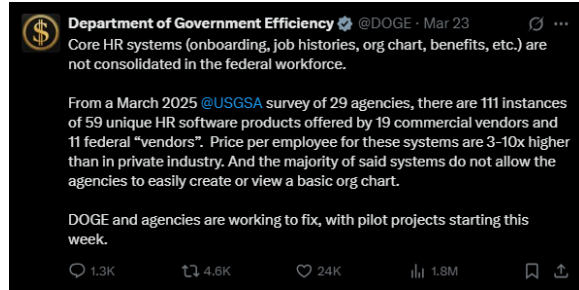 Department of Government Efficiency @DOGE · Mar 23
Core HR systems (onboarding, job histories, org chart, benefits, etc.) are
not consolidated in the federal workforce.
From a March 2025 @USGSA survey of 29 agencies, there are 111 instances
of 59 unique HR software products offered by 19 commercial vendors and
11 federal “vendors”.  Price per employee for these systems are 3-10x higher
than in private industry. And the majority of said systems do not allow the
agencies to easily create or view a basic org chart.
DOGE and agencies are working to fix, with pilot projects starting this
week.
1.3K 4.6K 24K 1.8M